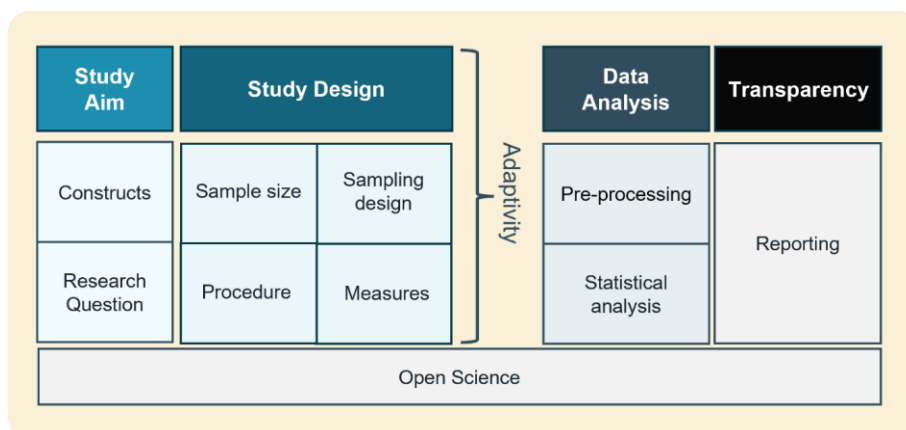 Study
Aim
Study Design
Data
Analysis
Transparency
Adaptivity
Constructs
Sample size
Sampling
design
Pre-processing
Reporting
Research
Question
Procedure
Measures
Statistical
analysis
Open Science